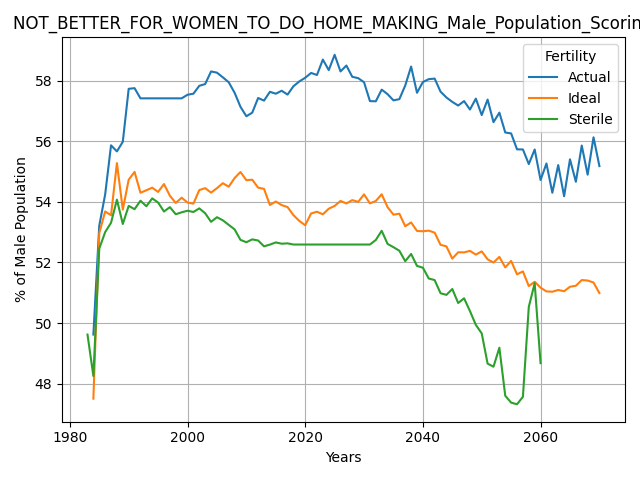 NOT_BETTER_FOR_WOMEN_TO_DO_HOME_MAKING_Male_Population_Scorin
Fertility
Actual
Ideal
Sterile
% of Male Population
58
56
54
52
50
48
1980
2000
2020
2040
2060
Years